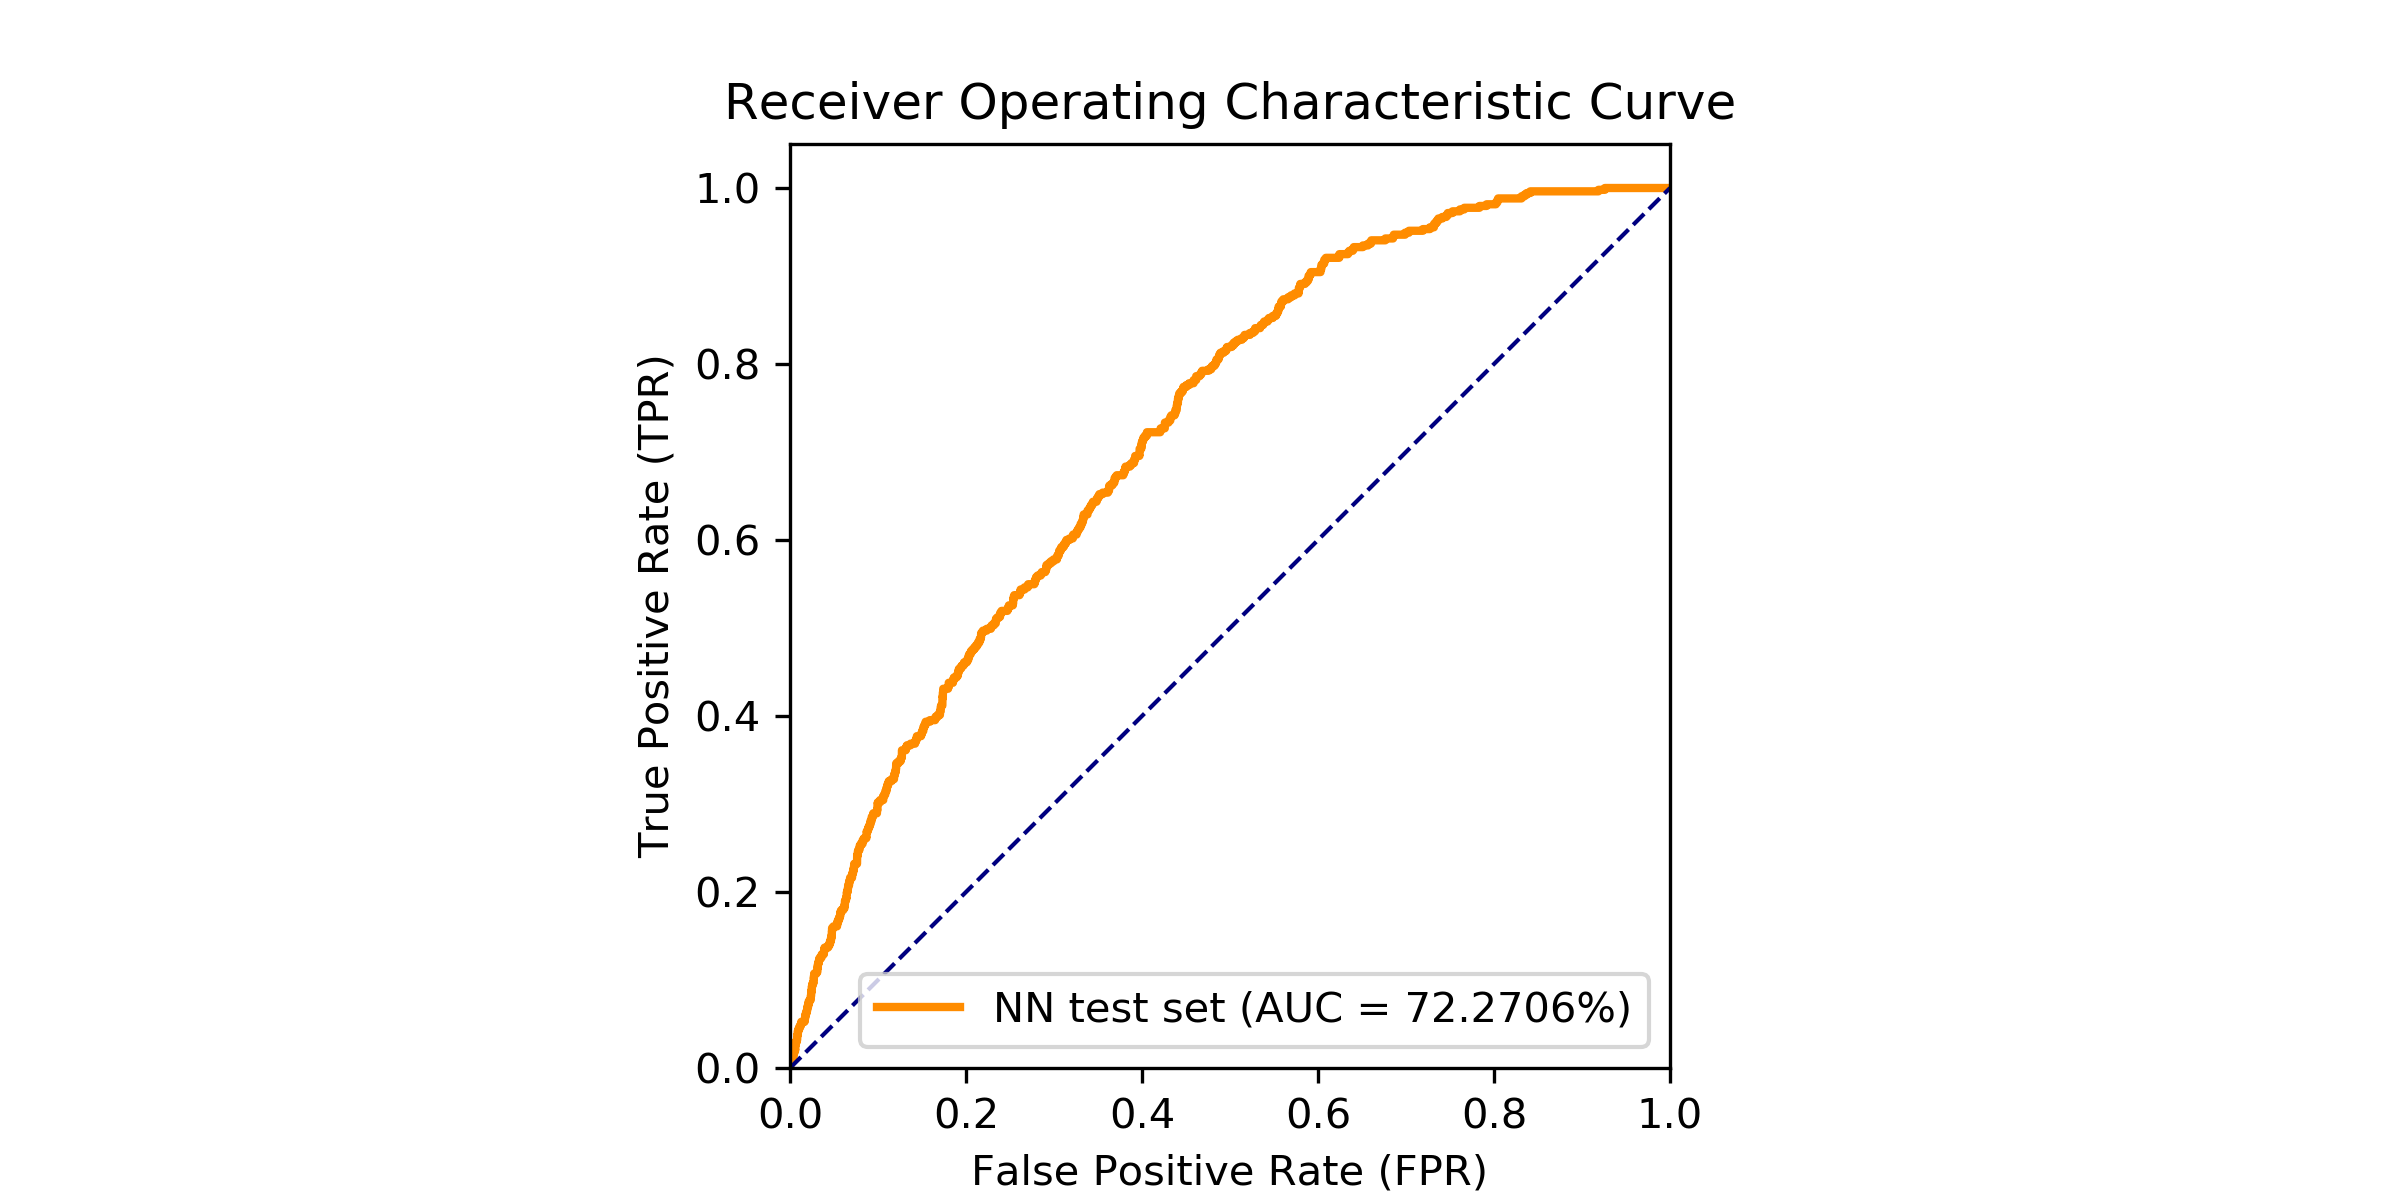 Receiver Operating Characteristic Curve
True Positive Rate (TPR)
1.0
0.8
0.6
0.4
0.2
0.0
NN test set (AUC = 72.2706%)
0.0 0.2 0.4 0.6 0.8 1.0
False Positive Rate (FPR)